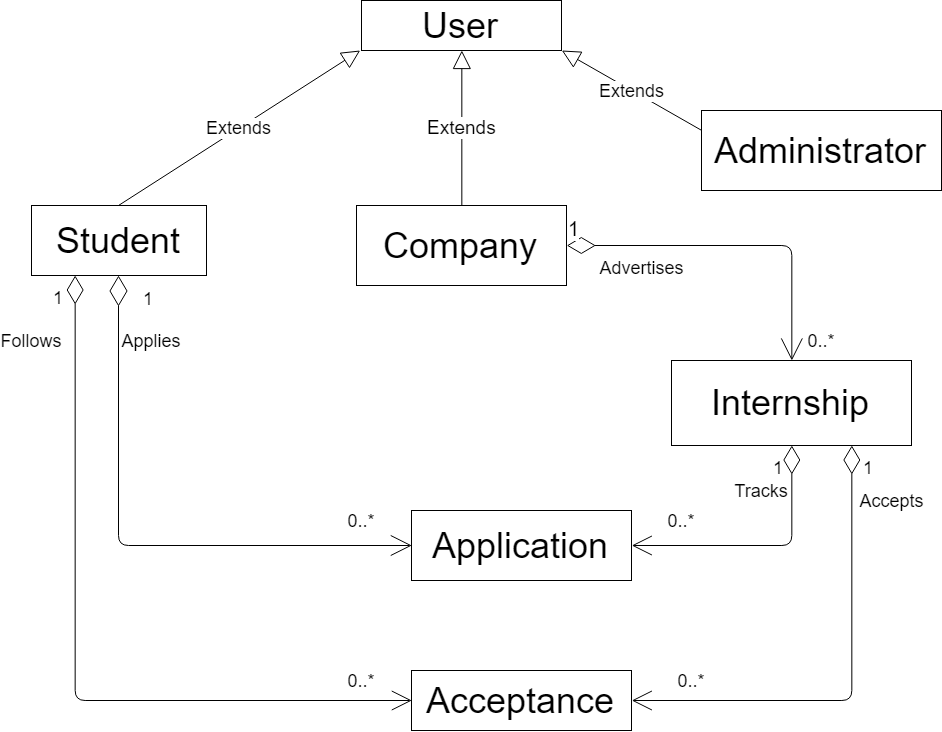 User
Extends
Extends
Extends
Administrator
Student
Company
1
Advertises
1
1
Follows
Applies
0..*
Internship
1
1
Tracks
Accepts
0..*
0..*
Application
0..*
0..*
Acceptance